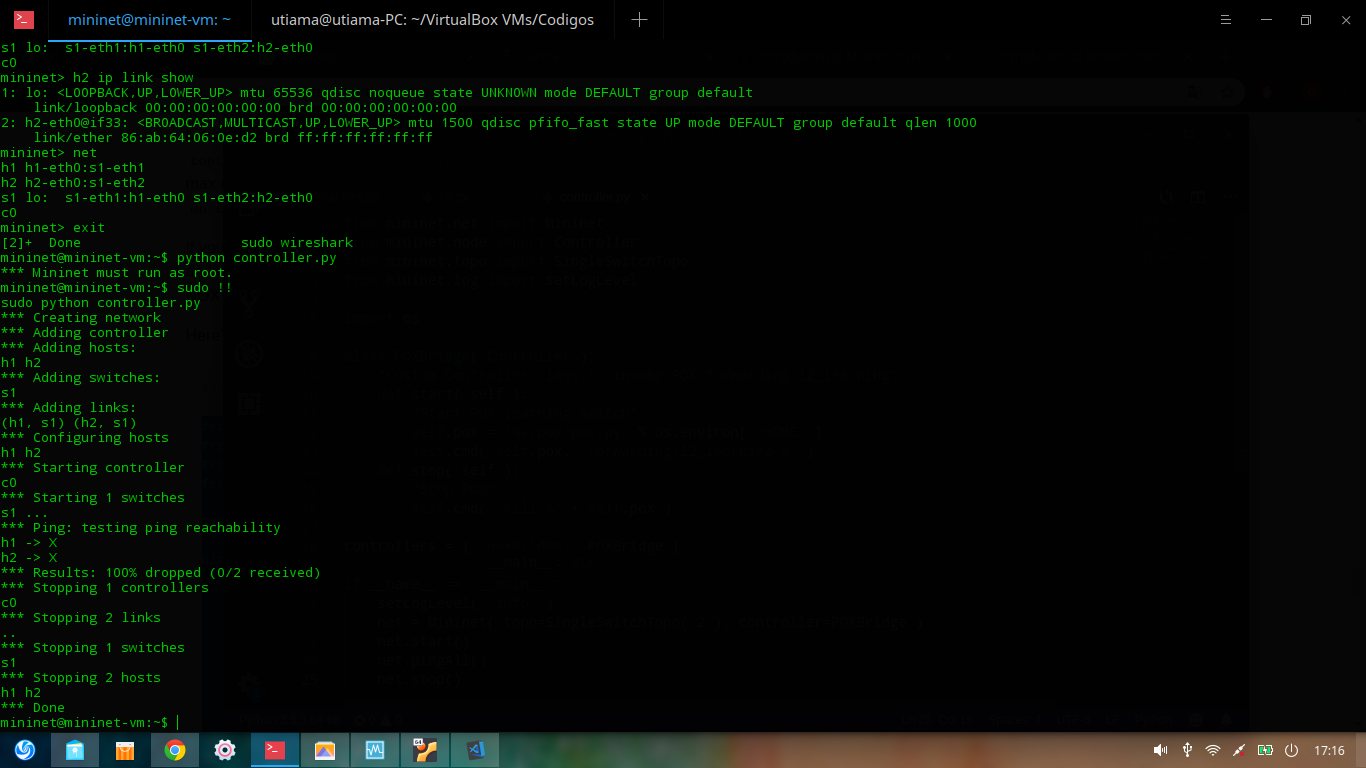 mininet@mininet-vm: ~
utiama@utiama-PC: ~/VirtualBox VMs/Codigos
s1 lo:  s1-eth1:h1-eth0 s1-eth2:h2-eth0
c0
mininet> h2 ip link show
1: lo: <LOOPBACK,UP,LOWER_UP> mtu 65536 qdisc noqueue state UNKNOWN mode DEFAULT group default
    link/loopback 00:00:00:00:00:00 brd 00:00:00:00:00:00
2: h2-eth0@if33: <BROADCAST,MULTICAST,UP,LOWER_UP> mtu 1500 qdisc pfifo_fast state UP mode DEFAULT group default qlen 1000
    link/ether 86:ab:64:06:0e:d2 brd ff:ff:ff:ff:ff:ff
mininet> net
h1 h1-eth0:s1-eth1
h2 h2-eth0:s1-eth2
s1 lo:  s1-eth1:h1-eth0 s1-eth2:h2-eth0
c0
mininet> exit
[2]+  Done                    sudo wireshark
mininet@mininet-vm:~$ python controller.py
*** Mininet must run as root.
mininet@mininet-vm:~$ sudo !!
sudo python controller.py
*** Creating network
*** Adding controller
*** Adding hosts:
h1 h2
*** Adding switches:
s1
*** Adding links:
(h1, s1) (h2, s1)
*** Configuring hosts
h1 h2
*** Starting controller
c0
*** Starting 1 switches
s1 ...
*** Ping: testing ping reachability
h1 -> X
h2 -> X
*** Results: 100% dropped (0/2 received)
*** Stopping 1 controllers
c0
*** Stopping 2 links
..
*** Stopping 1 switches
s1
*** Stopping 2 hosts
h1 h2
*** Done
mininet@mininet-vm:~$
17:16